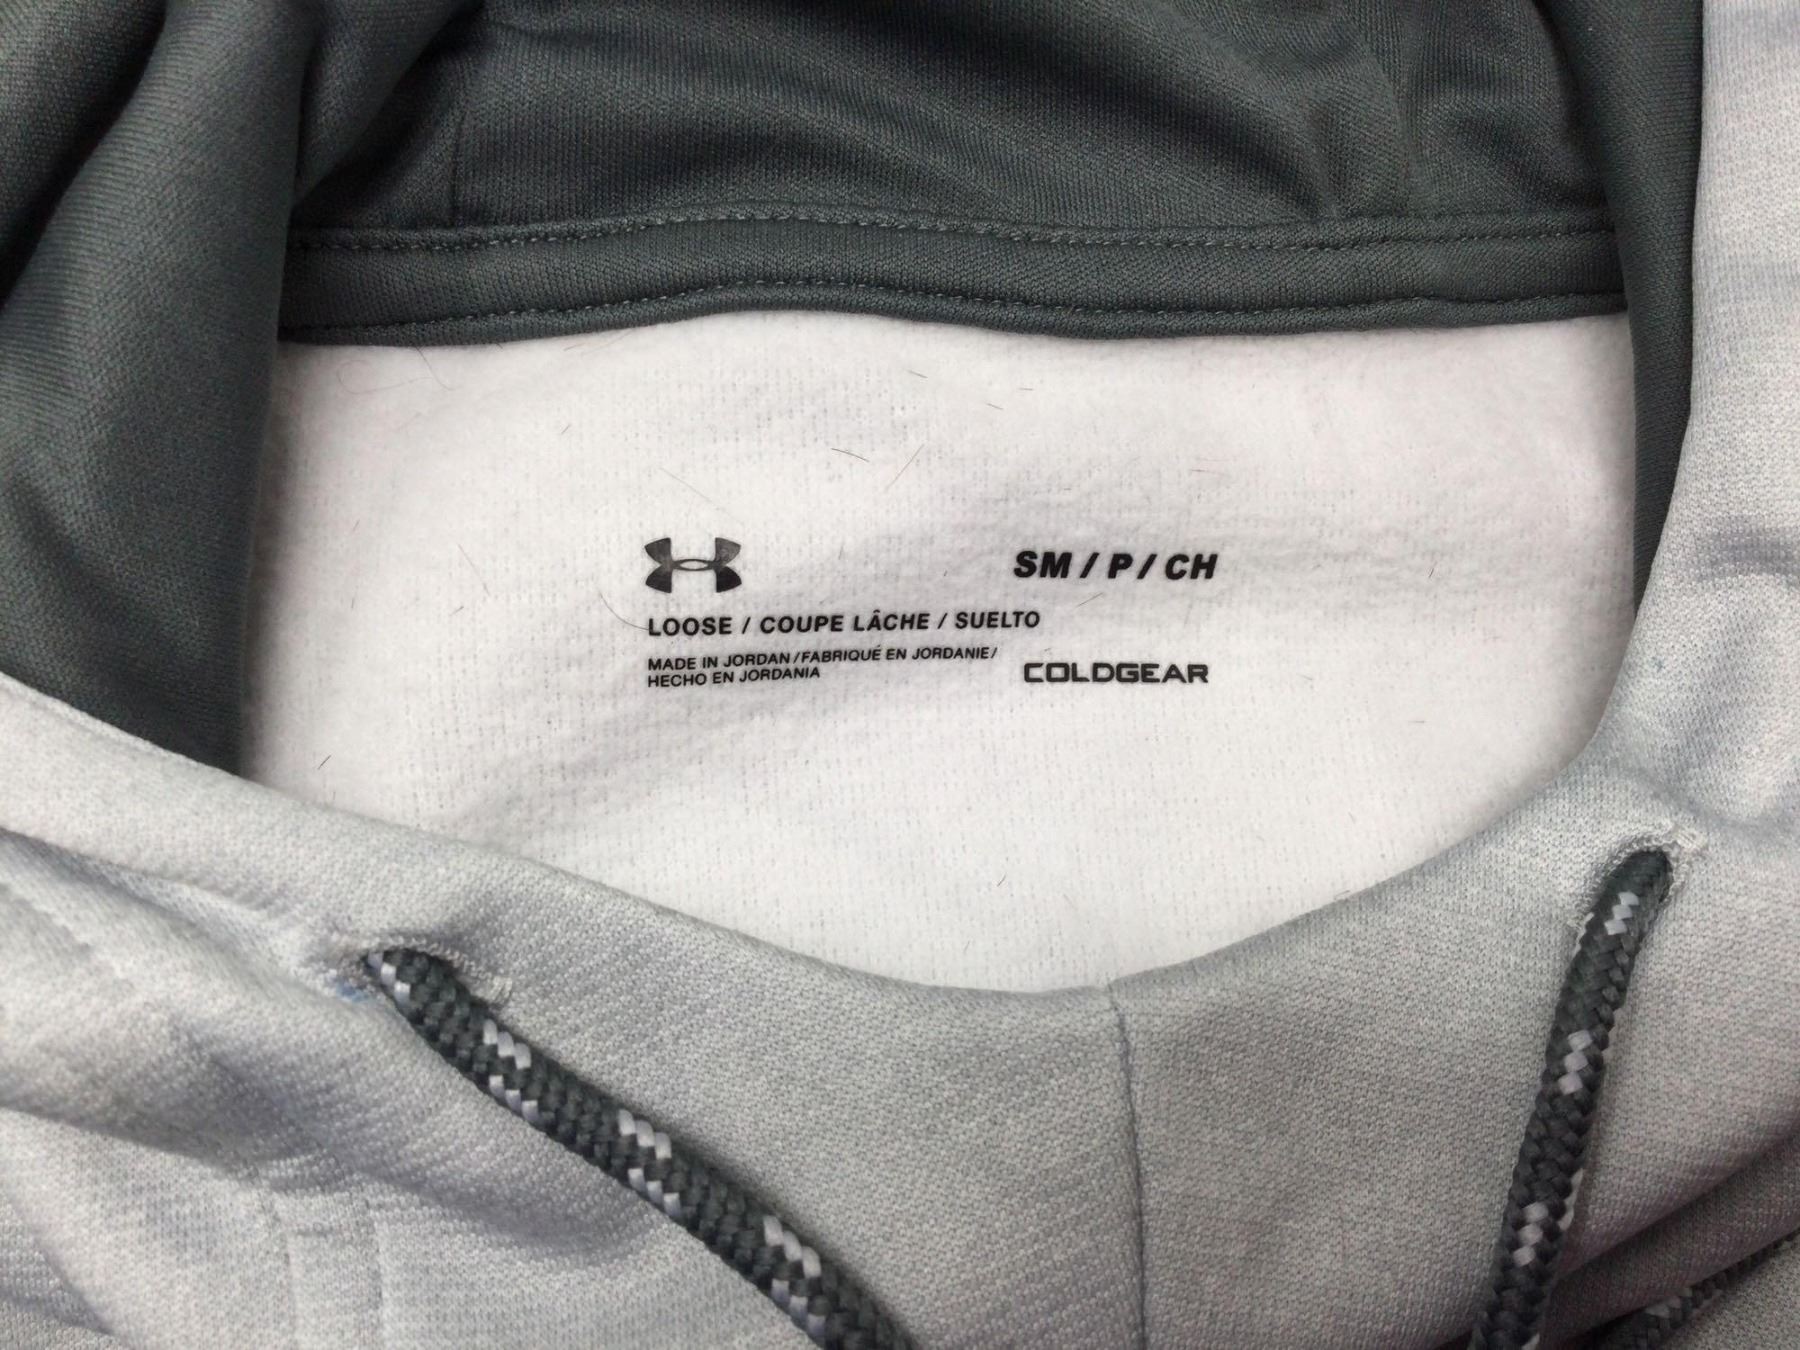 SM / P / CH
LOOSE / COUPE LÂCHE / SUELTO
MADE IN JORDAN/FABRIQUÉ EN JORDANIE/
HECHO EN JORDANIA
COLDGEAR